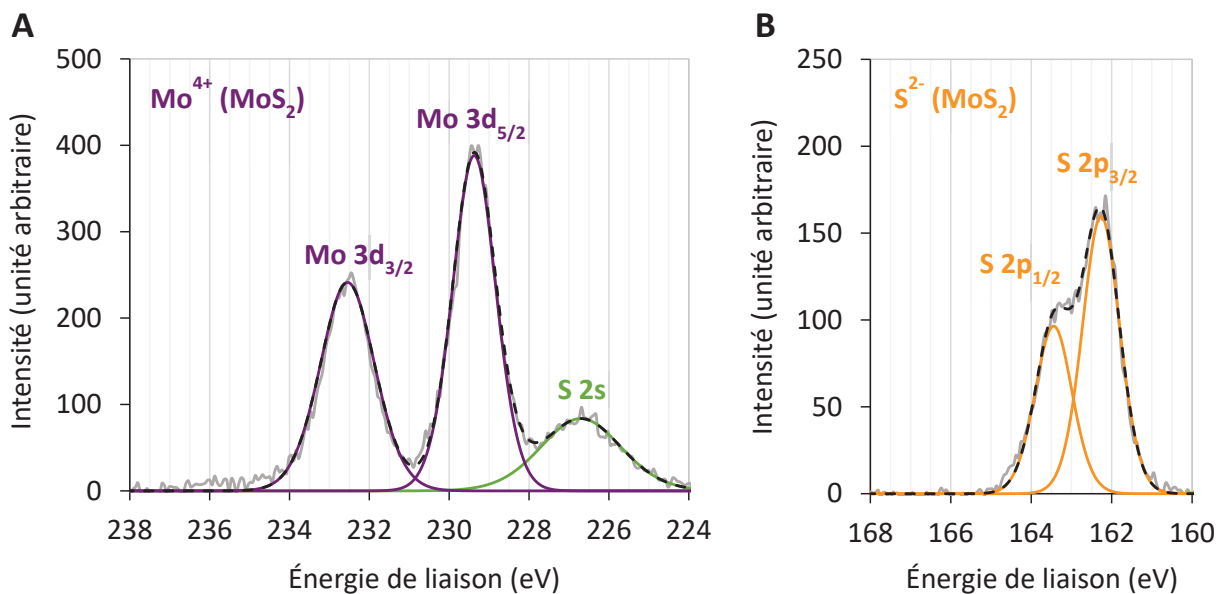 A
Mo⁴⁺ (MoS₂)
Mo 3d₅/₂
Mo 3d₃/₂
S 2s
Intensité (unité arbitraire)
500
400
300
200
100
0
238
236
234
232
230
228
226
224
Énergie de liaison (eV)
B
S²⁻ (MoS₂)
S 2p₃/₂
S 2p₁/₂
Intensité (unité arbitraire)
250
200
150
100
50
0
168
166
164
162
160
Énergie de liaison (eV)